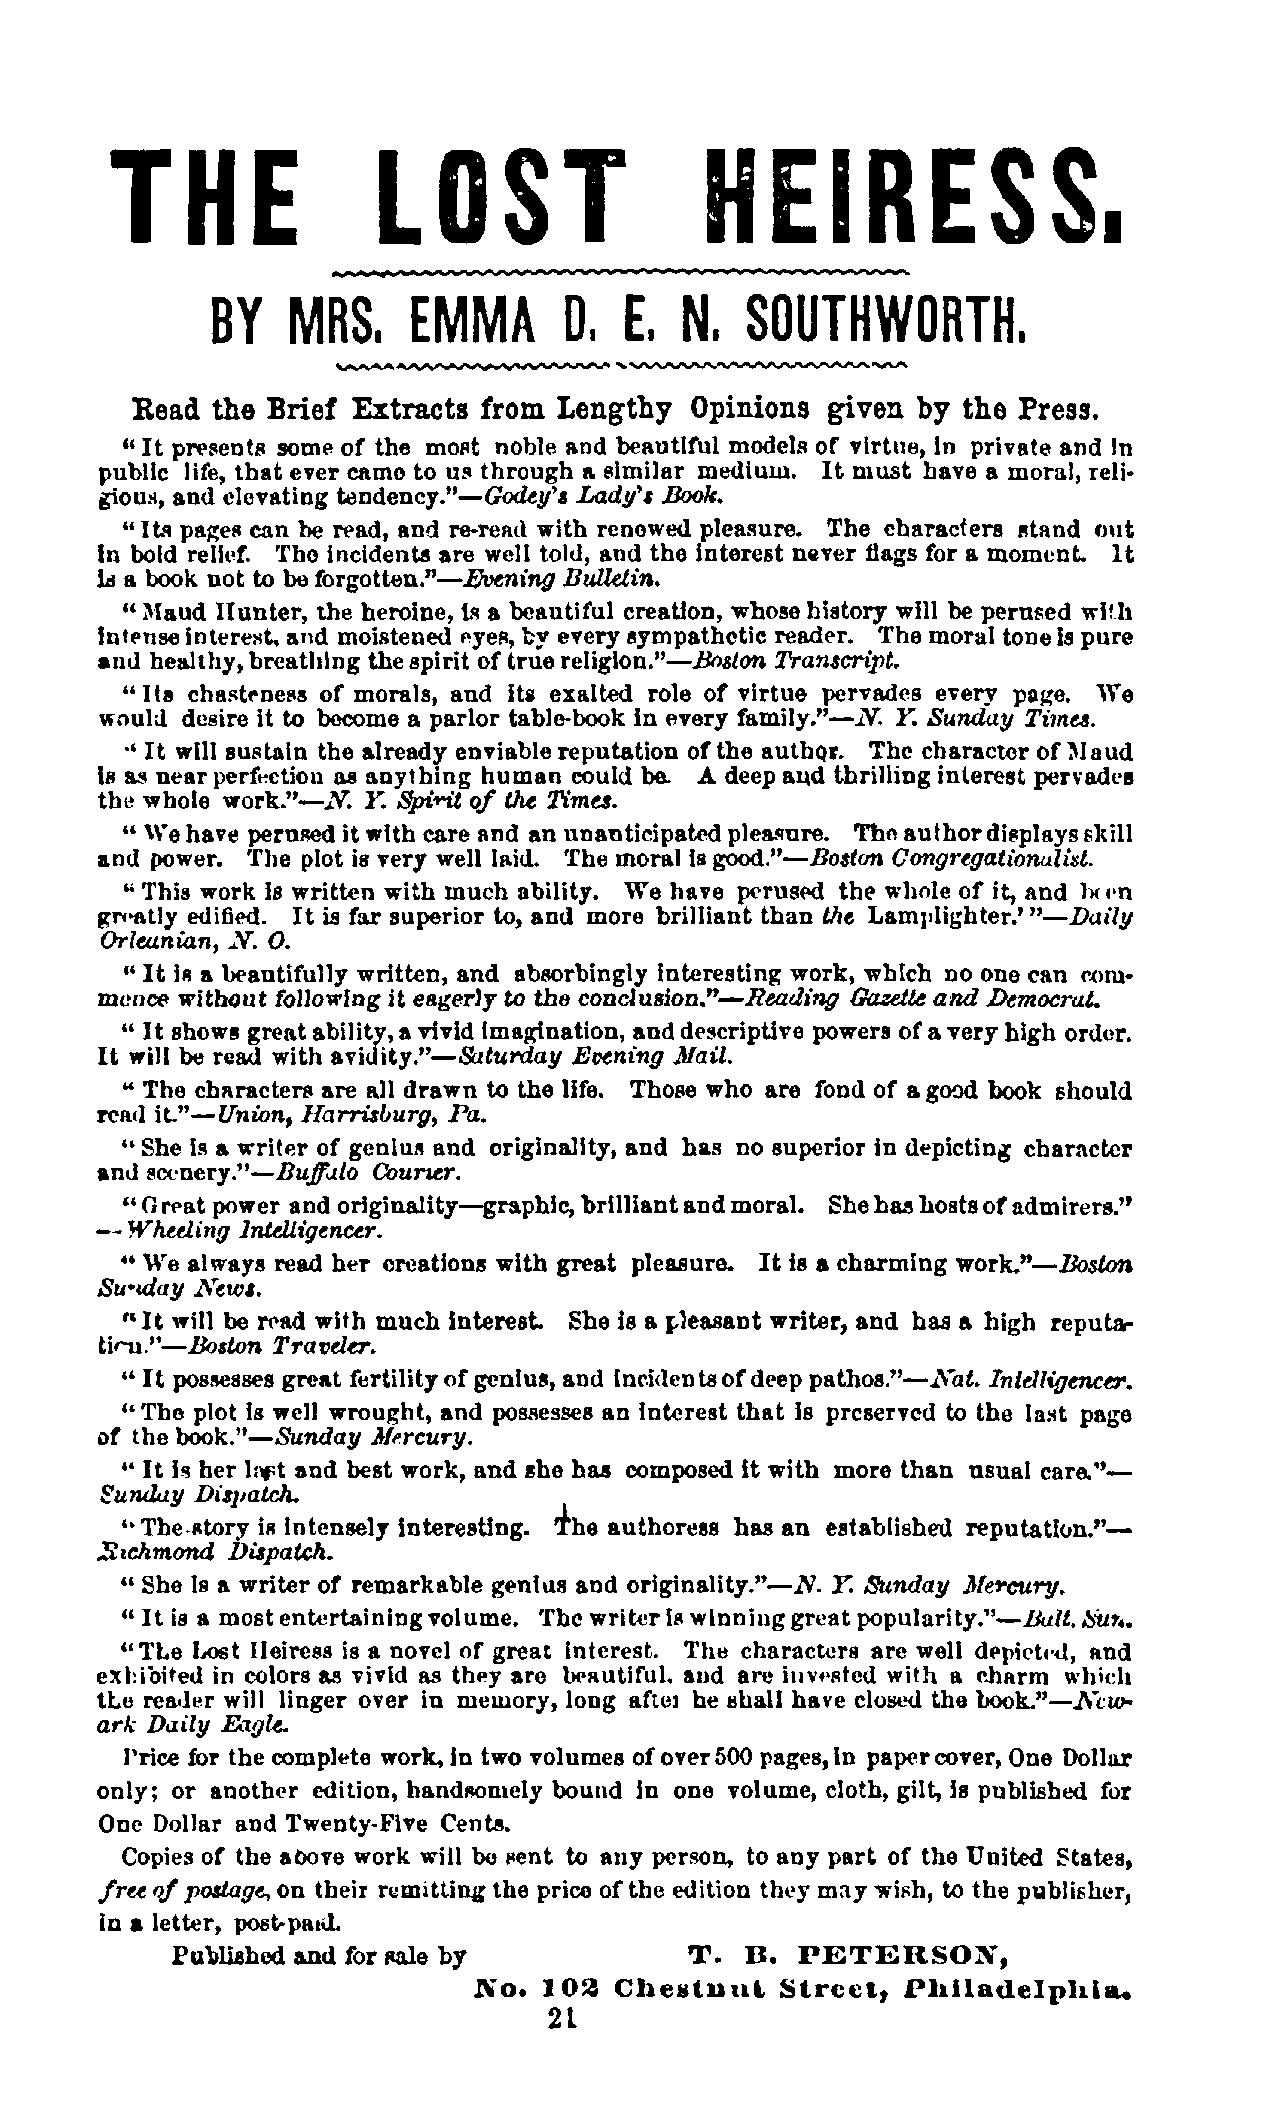 THE LOST HEIRESS.
BY MRS. EMMA D. E. N. SOUTHWORTH.
Read the Brief Extracts from Lengthy Opinions given by the Press.
"It presents some of the most noble and beautiful models of virtue, in private and in
public life, that ever came to us through a similar medium. It must have a moral, reli-
gious, and elevating tendency."—Godey's Lady's Book.
"Its pages can be read, and re-read with renewed pleasure. The characters stand out
in bold relief. The incidents are well told, and the interest never flags for a moment. It
is a book not to be forgotten."—Evening Bulletin.
"Maud Hunter, the heroine, is a beautiful creation, whose history will be perused with
intense interest, and moistened eyes, by every sympathetic reader. The moral tone is pure
and healthy, breathing the spirit of true religion."—Boston Transcript.
"Its chasteness of morals, and its exalted role of virtue pervades every page. We
would desire it to become a parlor table-book in every family."—N. Y. Sunday Times.
"It will sustain the already enviable reputation of the author. The character of Maud
is as near perfection as anything human could be. A deep and thrilling interest pervades
the whole work."—N. Y. Spirit of the Times.
"We have perused it with care and an unanticipated pleasure. The author displays skill
and power. The plot is very well laid. The moral is good."—Boston Congregationalist.
"This work is written with much ability. We have perused the whole of it, and been
greatly edified. It is far superior to, and more brilliant than the Lamplighter.' "—Daily
Orleanian, N. O.
"It is a beautifully written, and absorbingly interesting work, which no one can com-
mence without following it eagerly to the conclusion."—Reading Gazette and Democrat.
"It shows great ability, a vivid imagination, and descriptive powers of a very high order.
It will be read with avidity."—Saturday Evening Mail.
"The characters are all drawn to the life. Those who are fond of a good book should
read it."—Union, Harrisburg, Pa.
"She is a writer of genius and originality, and has no superior in depicting character
and scenery."—Buffalo Courier.
"Great power and originality—graphic, brilliant and moral. She has hosts of admirers."
—Wheeling Intelligencer.
"We always read her creations with great pleasure. It is a charming work."—Boston
Sunday News.
"It will be read with much interest. She is a pleasant writer, and has a high reputa-
tion."—Boston Traveler.
"It possesses great fertility of genius, and incidents of deep pathos."—Nat. Intelligencer.
"The plot is well wrought, and possesses an interest that is preserved to the last page
of the book."—Sunday Mercury.
"It is her last and best work, and she has composed it with more than usual care."—
Sunday Dispatch.
"The story is intensely interesting. The authoress has an established reputation."—
Richmond Dispatch.
"She is a writer of remarkable genius and originality."—N. Y. Sunday Mercury.
"It is a most entertaining volume. The writer is winning great popularity."—Balt. Sun.
"The Lost Heiress is a novel of great interest. The characters are well depicted, and
exhibited in colors as vivid as they are beautiful, and are invested with a charm which
the reader will linger over in memory, long after he shall have closed the book."—New-
ark Daily Eagle.
Price for the complete work, in two volumes of over 500 pages, in paper cover, One Dollar
only; or another edition, handsomely bound in one volume, cloth, gilt, is published for
One Dollar and Twenty-Five Cents.
Copies of the above work will be sent to any person, to any part of the United States,
free of postage, on their remitting the price of the edition they may wish, to the publisher,
in a letter, post-paid.
Published and for sale by T. B. PETERSON,
No. 102 Chestnut Street, Philadelphia.
21